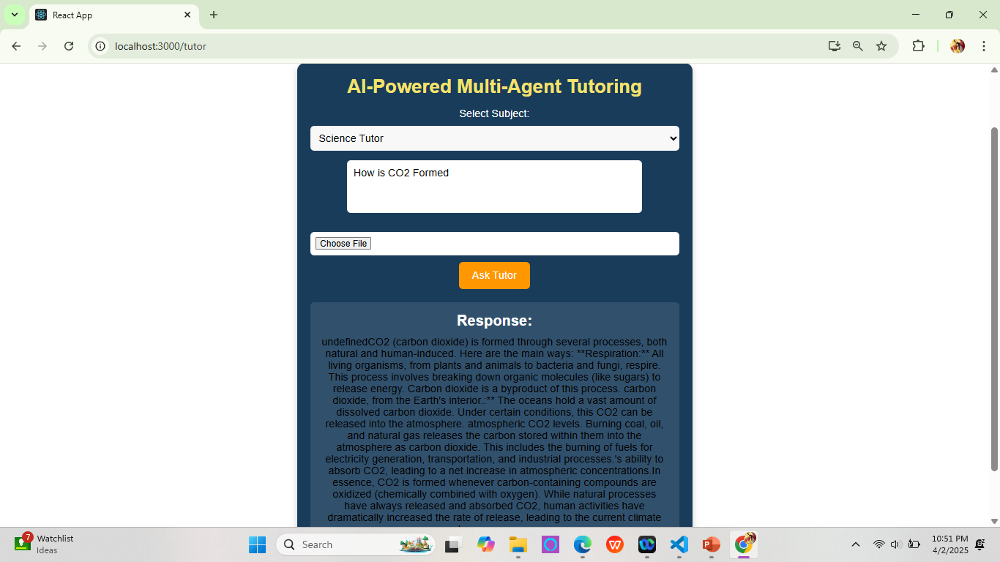 React App
localhost:3000/tutor
AI-Powered Multi-Agent Tutoring
Select Subject:
Science Tutor
How is CO2 Formed
Choose File
Ask Tutor
Response:
undefinedCO2 (carbon dioxide) is formed through several processes, both
natural and human-induced. Here are the main ways: **Respiration:** All
living organisms, from plants and animals to bacteria and fungi, respire.
This process involves breaking down organic molecules (like sugars) to
release energy. Carbon dioxide is a byproduct of this process. carbon
dioxide, from the Earth's interior.:** The oceans hold a vast amount of
dissolved carbon dioxide. Under certain conditions, this CO2 can be
released into the atmosphere. atmospheric CO2 levels. Burning coal, oil,
and natural gas releases the carbon stored within them into the
atmosphere as carbon dioxide. This includes the burning of fuels for
electricity generation, transportation, and industrial processes.'s ability to
absorb CO2, leading to a net increase in atmospheric concentrations.In
essence, CO2 is formed whenever carbon-containing compounds are
oxidized (chemically combined with oxygen). While natural processes
have always released and absorbed CO2, human activities have
dramatically increased the rate of release, leading to the current climate
7
Watchlist
Ideas
Search
10:51 PM
4/2/2025